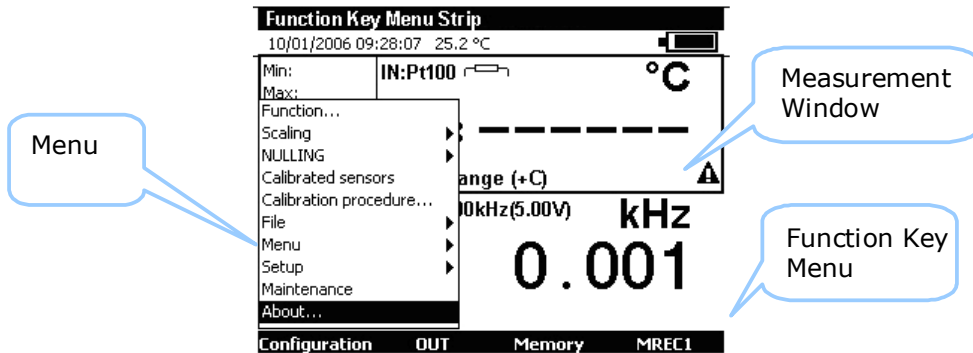 Function Key Menu Strip
10/01/2006 09:28:07 25.2 °C
Min:
Max:
IN:Pt100
°C
Function...
Scaling
NULLING
Calibrated sensors
Calibration procedure...
File
Menu
Setup
Maintenance
About...
ange (+C)
00kHz(5.00V)
kHz
0.001
Configuration OUT Memory MREC1
Menu
Measurement
Window
Function Key
Menu